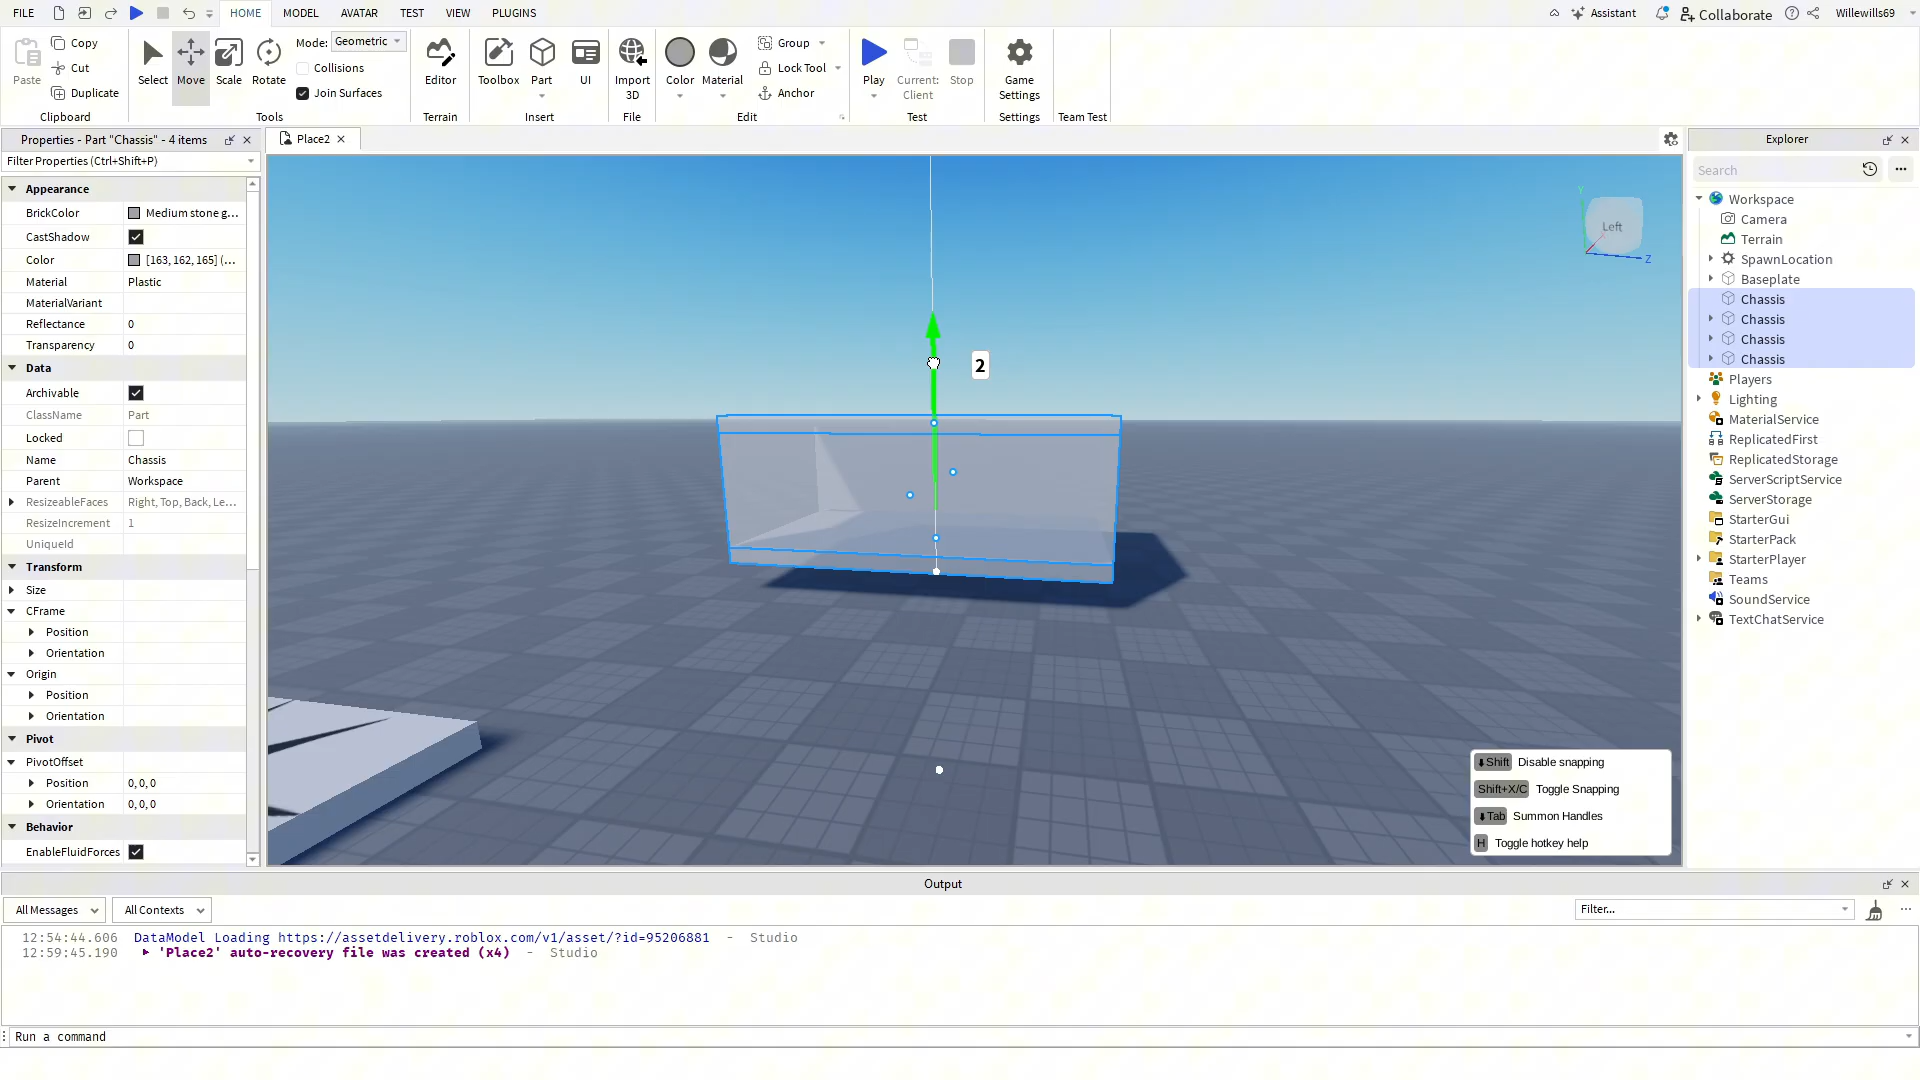 FILE HOME MODEL AVATAR TEST VIEW PLUGINS Assistant Collaborate Willewills69
Paste Copy Cut Duplicate Clipboard
Select Move Scale Rotate Mode: Geometric Collisions Join Surfaces Tools
Editor Terrain
Toolbox Part UI Insert
Import 3D File
Color Material Group Lock Tool Anchor Edit
Play Current: Client Stop Test
Game Settings Settings
Team Test
Properties - Part "Chassis" - 4 items
Filter Properties (Ctrl+Shift+P)
Appearance
BrickColor Medium stone g...
CastShadow
Color [163, 162, 165] (...
Material Plastic
MaterialVariant
Reflectance 0
Transparency 0
Data
Archivable
ClassName Part
Locked
Name Chassis
Parent Workspace
ResizeableFaces Right, Top, Back, Le...
ResizeIncrement 1
UniqueId
Transform
Size
CFrame
Position
Orientation
Origin
Position
Orientation
Pivot
PivotOffset
Position 0, 0, 0
Orientation 0, 0, 0
Behavior
EnableFluidForces
Place2
2
Y
Left
Z
Shift Disable snapping
Shift+X/C Toggle Snapping
Tab Summon Handles
H Toggle hotkey help
Explorer
Search
Workspace
Camera
Terrain
SpawnLocation
Baseplate
Chassis
Chassis
Chassis
Chassis
Players
Lighting
MaterialService
ReplicatedFirst
ReplicatedStorage
ServerScriptService
ServerStorage
StarterGui
StarterPack
StarterPlayer
Teams
SoundService
TextChatService
Output
All Messages All Contexts Filter...
12:54:44.606 DataModel Loading https://assetdelivery.roblox.com/v1/asset/?id=95206881 - Studio
12:59:45.190 'Place2' auto-recovery file was created (x4) - Studio
Run a command